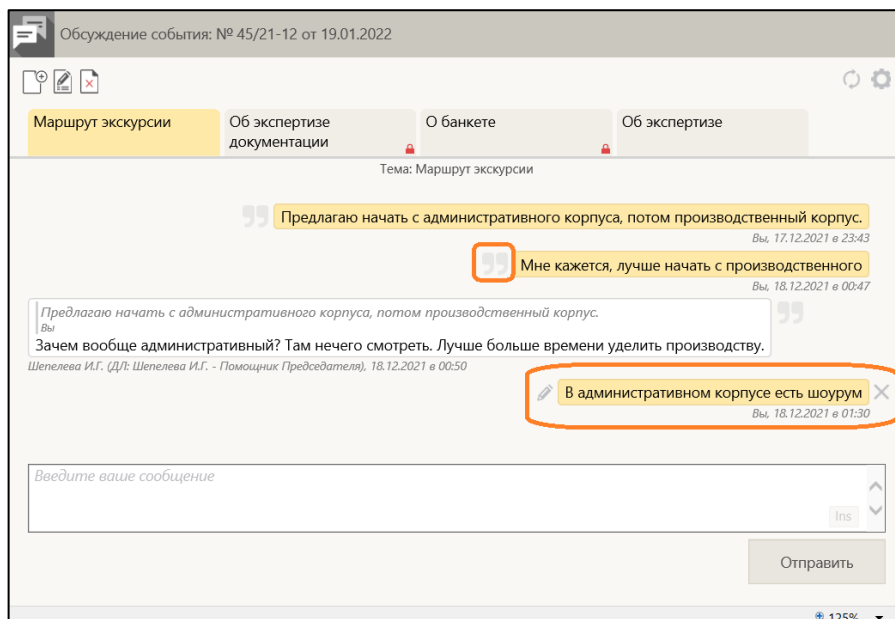 Обсуждение события: № 45/21-12 от 19.01.2022
Маршрут экскурсии
Об экспертизе
документации
О банкете
Об экспертизе
Тема: Маршрут экскурсии
Предлагаю начать с административного корпуса, потом производственный корпус.
Вы, 17.12.2021 в 23:43
Мне кажется, лучше начать с производственного
Вы, 18.12.2021 в 00:47
Предлагаю начать с административного корпуса, потом производственный корпус.
Вы
Зачем вообще административный? Там нечего смотреть. Лучше больше времени уделить производству.
Шепелева И.Г. (ДЛ: Шепелева И.Г. - Помощник Председателя), 18.12.2021 в 00:50
В административном корпусе есть шоурум
Вы, 18.12.2021 в 01:30
Введите ваше сообщение
Ins
Отправить
125%